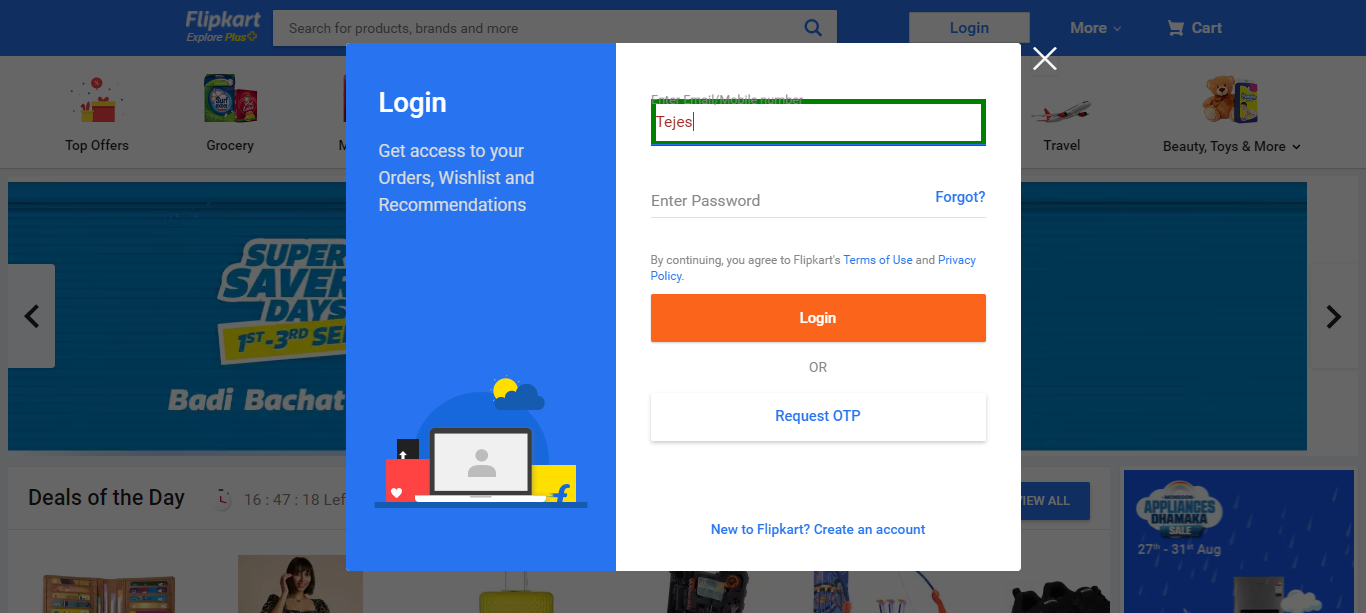 Flipkart
Explore Plus
Search for products, brands and more
Login
More
Cart
Top Offers
Grocery
Travel
Beauty, Toys & More
Login
Get access to your
Orders, Wishlist and
Recommendations
Enter Email/Mobile number
Tejes
Enter Password
Forgot?
By continuing, you agree to Flipkart's Terms of Use and Privacy
Policy.
Login
OR
Request OTP
New to Flipkart? Create an account
SUPER
SAVER
DAYS
1ST-3RD
Badi Bachat
Deals of the Day
16 : 47 : 18
VIEW ALL
APPLIANCES
DHAMAKA
SALE
27th - 31st Aug